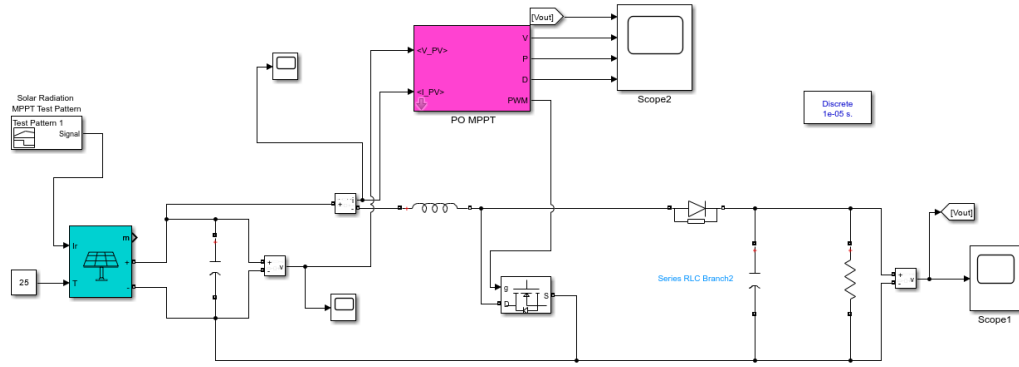 [Vout]
<V_PV>
V
P
<I_PV>
D
PWM
PO MPPT
Scope2
Discrete
1e-05 s.
Solar Radiation
MPPT Test Pattern
Test Pattern 1
Signal
i
+
-
m
Ir
+
T
-
25
+
-
v
g
D
S
Series RLC Branch2
[Vout]
+
-
v
Scope1